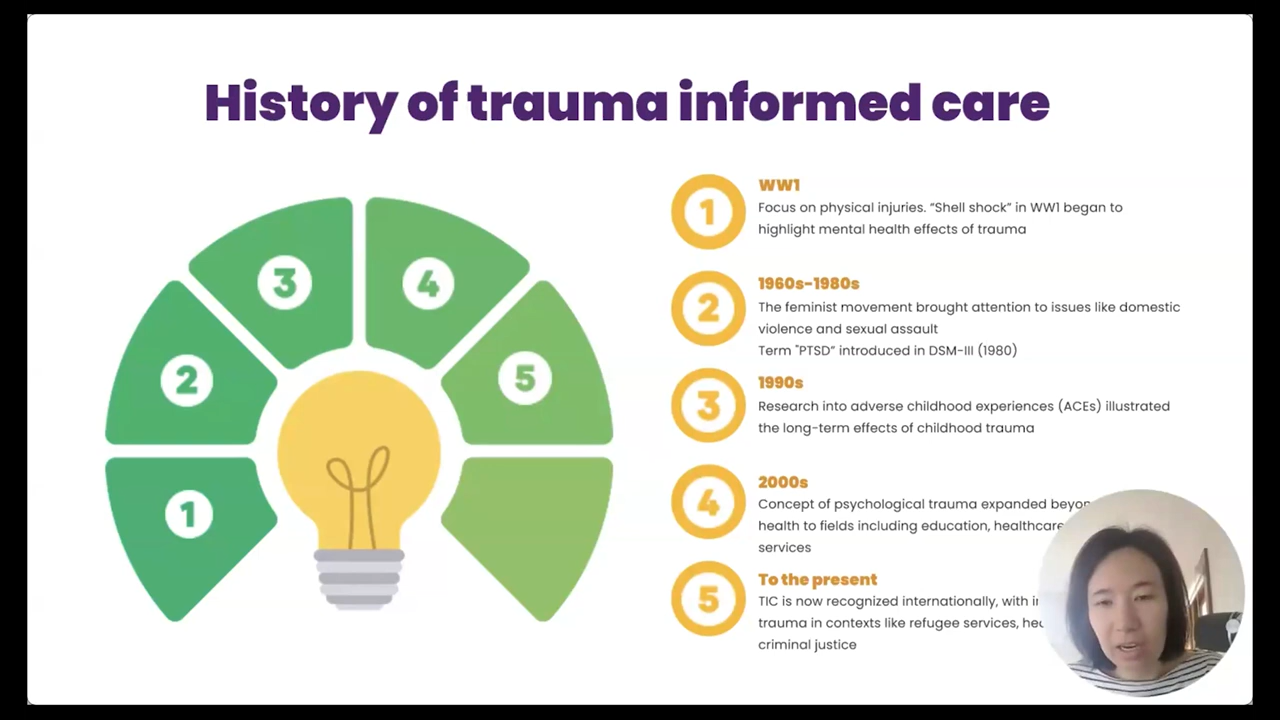 History of trauma informed care
1
WW1
Focus on physical injuries. “Shell shock” in WW1 began to
highlight mental health effects of trauma
2
1960s-1980s
The feminist movement brought attention to issues like domestic
violence and sexual assault
Term "PTSD” introduced in DSM-III (1980)
3
1990s
Research into adverse childhood experiences (ACEs) illustrated
the long-term effects of childhood trauma
4
2000s
Concept of psychological trauma expanded
health to fields including education, healthcare
services
5
To the present
TIC is now recognized internationally, with
trauma in contexts like refugee services,
criminal justice
3
4
2
5
1